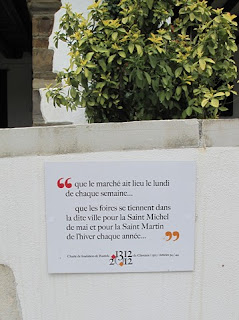 “ que le marché ait lieu le lundi
de chaque semaine...
que les foires se tiennent dans
la dite ville pour la Saint Michel
de mai et pour la Saint Martin
de l'hiver chaque année... ”
1312
2012